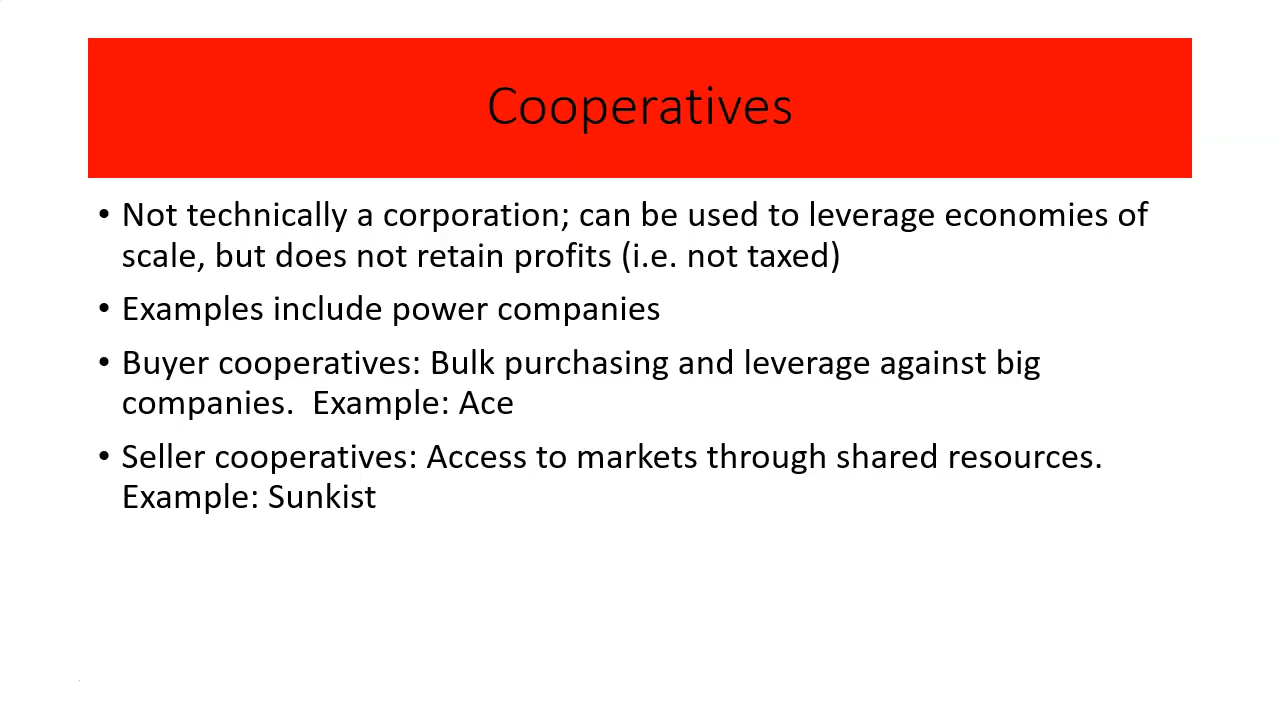 Cooperatives
• Not technically a corporation; can be used to leverage economies of
scale, but does not retain profits (i.e. not taxed)
• Examples include power companies
• Buyer cooperatives: Bulk purchasing and leverage against big
companies.  Example: Ace
• Seller cooperatives: Access to markets through shared resources.
Example: Sunkist